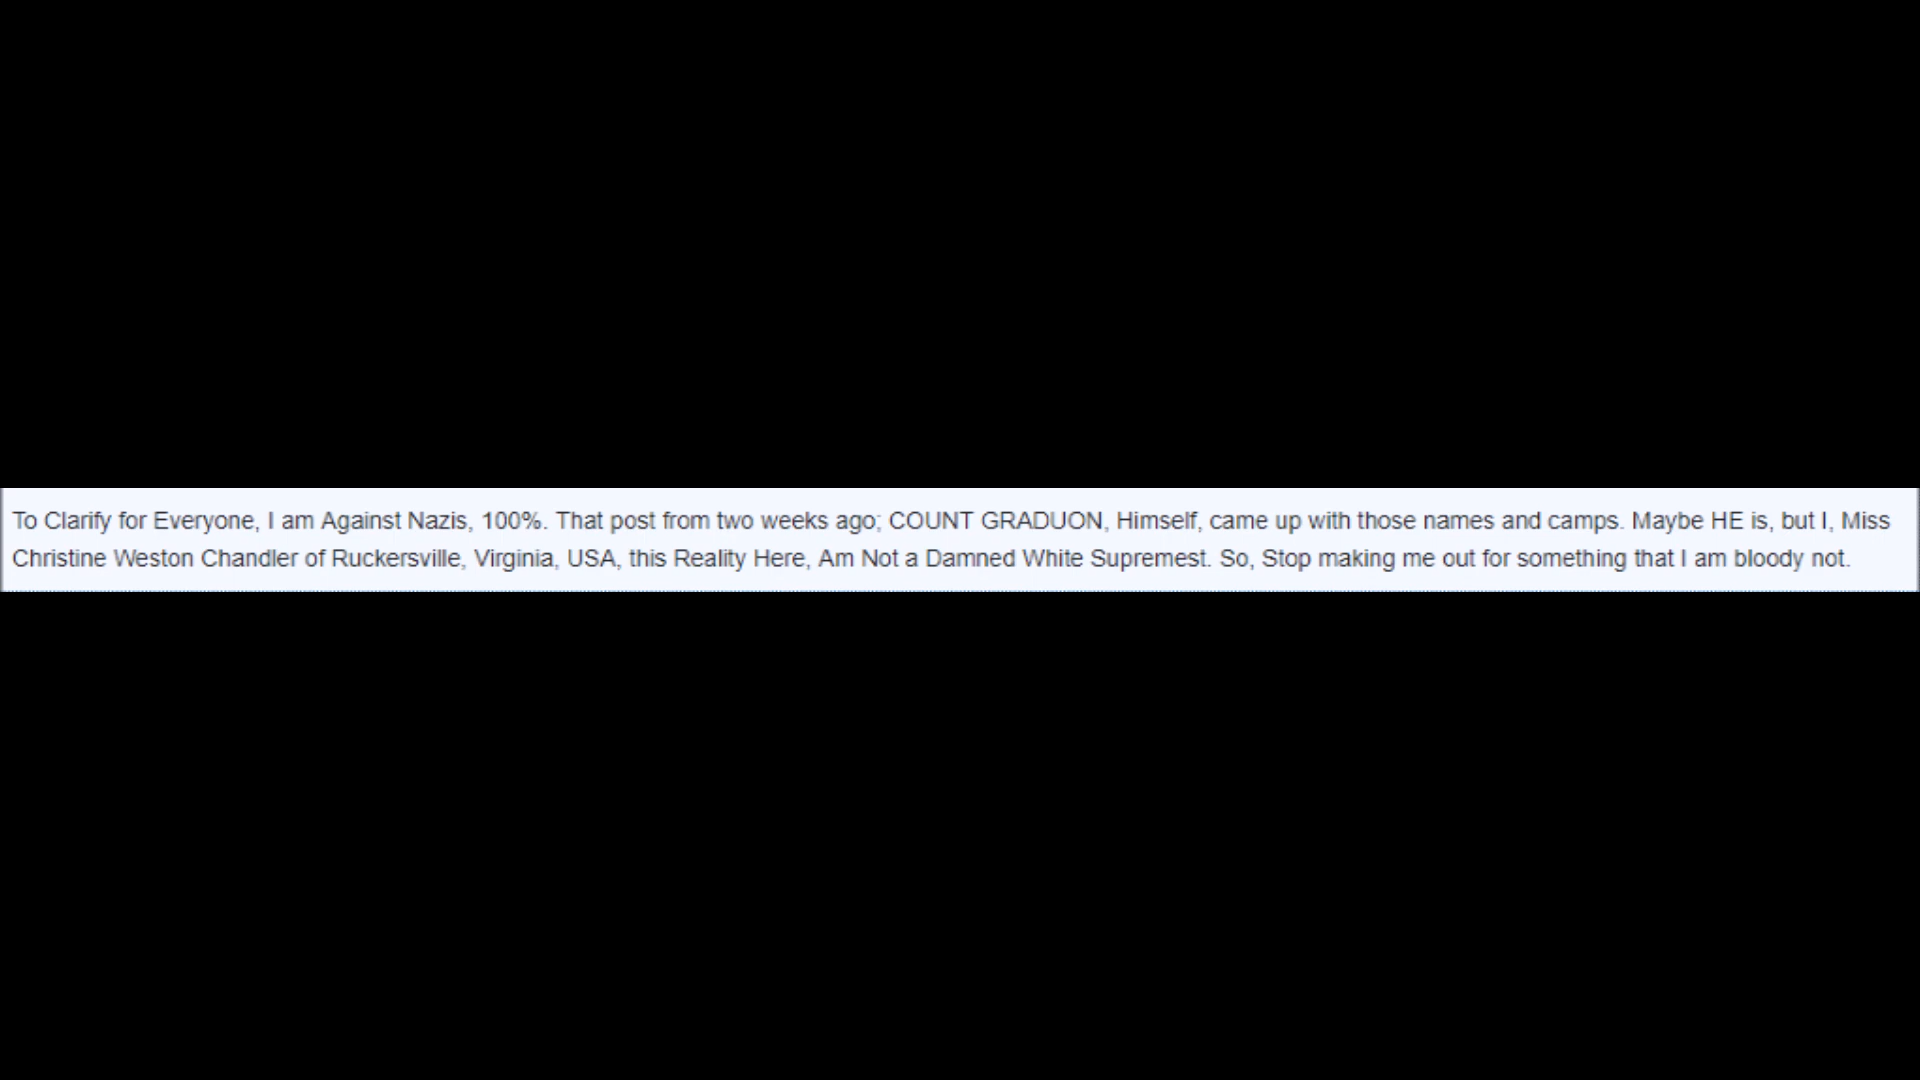 To Clarify for Everyone, I am Against Nazis, 100%. That post from two weeks ago; COUNT GRADUON, Himself, came up with those names and camps. Maybe HE is, but I, Miss
Christine Weston Chandler of Ruckersville, Virginia, USA, this Reality Here, Am Not a Damned White Supremest. So, Stop making me out for something that I am bloody not.